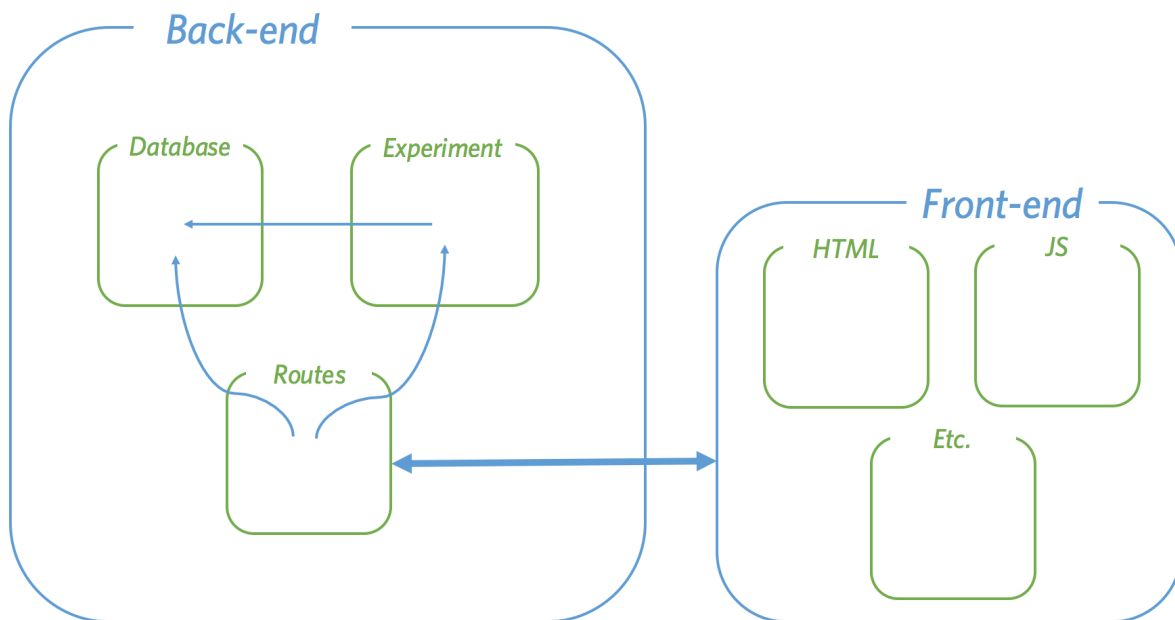 Back-end
Database
Experiment
Routes
Front-end
HTML
JS
Etc.